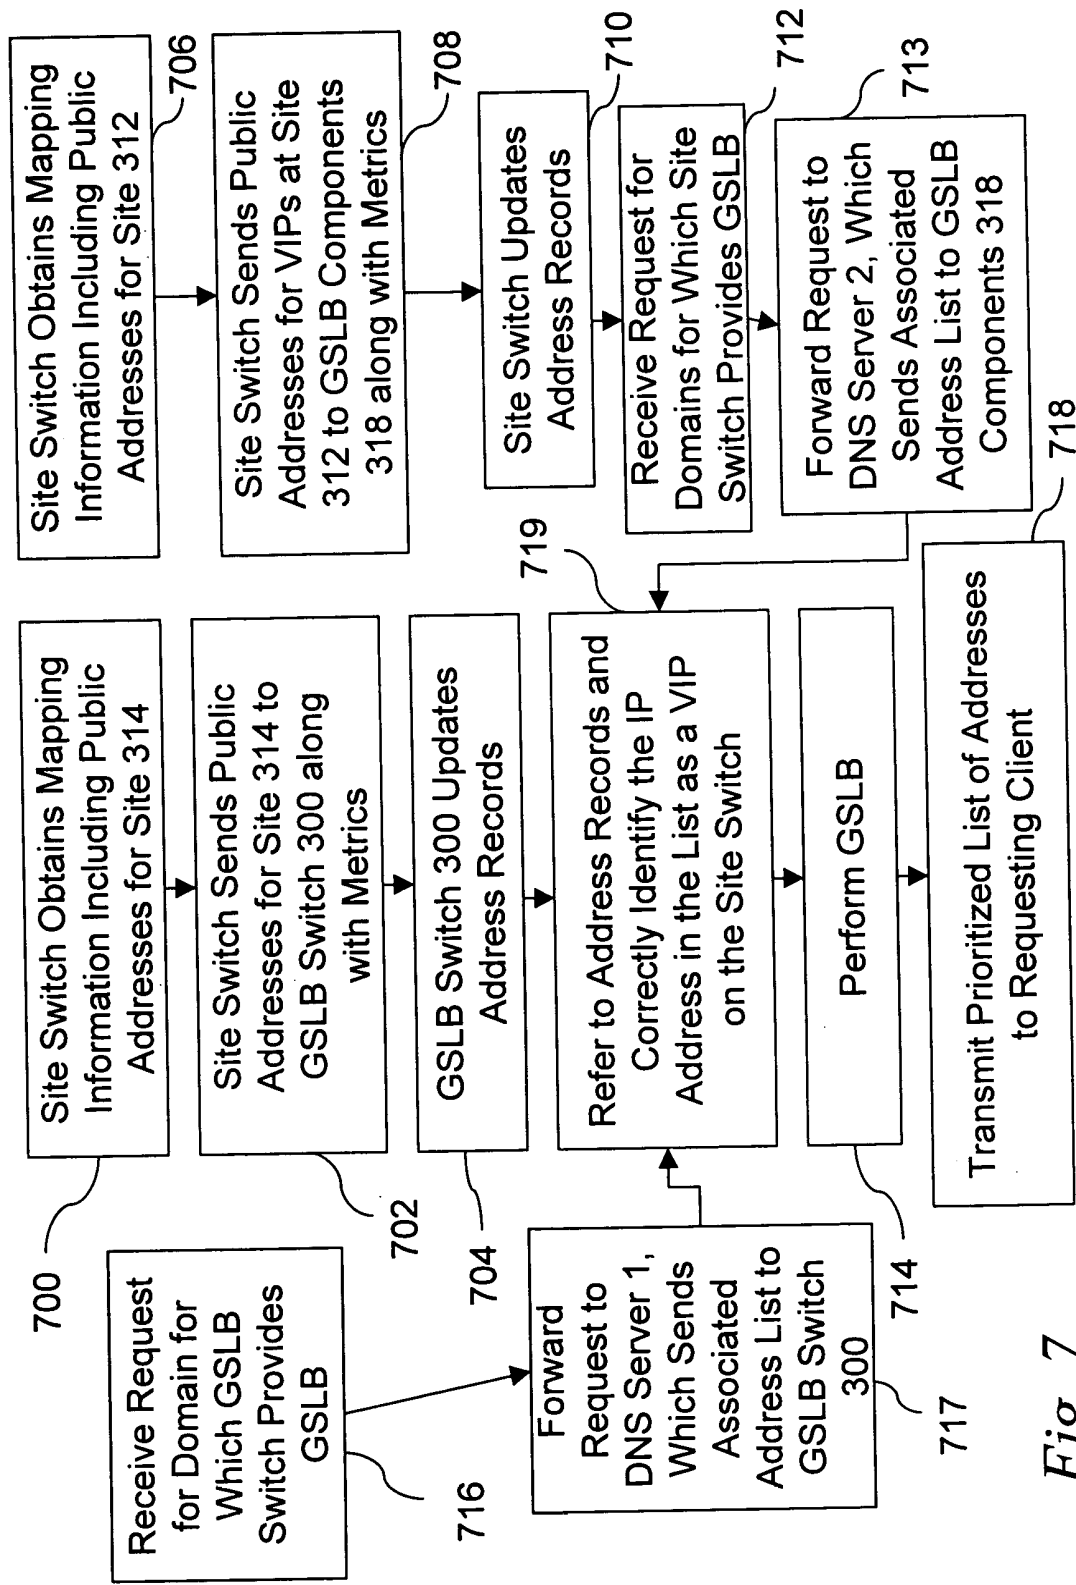 Receive Request
for Domain for
Which GSLB
Switch Provides
GSLB
716
Forward
Request to
DNS Server 1,
Which Sends
Associated
Address List to
GSLB Switch
300
717
Site Switch Obtains Mapping
Information Including Public
Addresses for Site 314
700
Site Switch Sends Public
Addresses for Site 314 to
GSLB Switch 300 along
with Metrics
702
GSLB Switch 300 Updates
Address Records
704
Refer to Address Records and
Correctly Identify the IP
Address in the List as a VIP
on the Site Switch
719
Perform GSLB
714
Transmit Prioritized List of Addresses
to Requesting Client
718
Site Switch Obtains Mapping
Information Including Public
Addresses for Site 312
706
Site Switch Sends Public
Addresses for VIPs at Site
312 to GSLB Components
318 along with Metrics
708
Site Switch Updates
Address Records
710
Receive Request for
Domains for Which Site
Switch Provides GSLB
712
Forward Request to
DNS Server 2, Which
Sends Associated
Address List to GSLB
Components 318
713
Fig. 7